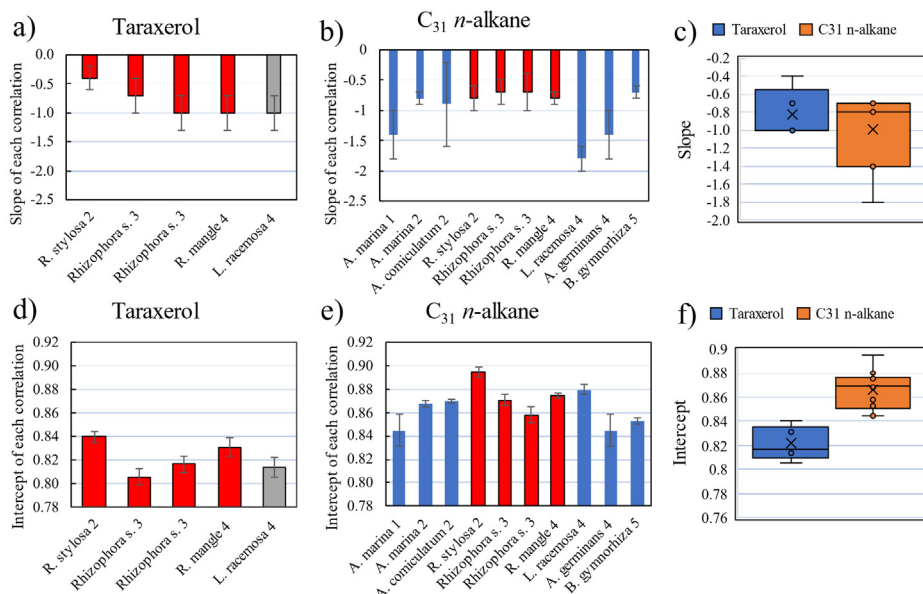 a)
Taraxerol
Slope of each correlation
0.0
-0.5
-1.0
-1.5
-2.0
-2.5
R. stylosa 2
Rhizophora s. 3
Rhizophora s. 3
R. mangle 4
L. racemosa 4
b)
C31 n-alkane
Slope of each correlation
0
-0.5
-1
-1.5
-2
-2.5
A. marina 1
A. marina 2
A. corniculatum 2
R. stylosa 2
Rhizophora s. 3
Rhizophora s. 3
R. mangle 4
L. racemosa 4
A. germinans 4
B. gymnorhiza 5
c)
Taraxerol C31 n-alkane
Slope
-0.2
-0.4
-0.6
-0.8
-1.0
-1.2
-1.4
-1.6
-1.8
-2.0
d)
Taraxerol
Intercept of each correlation
0.92
0.90
0.88
0.86
0.84
0.82
0.80
0.78
R. stylosa 2
Rhizophora s. 3
Rhizophora s. 3
R. mangle 4
L. racemosa 4
e)
C31 n-alkane
Intercept of each correlation
0.92
0.90
0.88
0.86
0.84
0.82
0.80
0.78
A. marina 1
A. marina 2
A. corniculatum 2
R. stylosa 2
Rhizophora s. 3
Rhizophora s. 3
R. mangle 4
L. racemosa 4
A. germinans 4
B. gymnorhiza 5
f)
Taraxerol C31 n-alkane
Intercept
0.9
0.88
0.86
0.84
0.82
0.8
0.78
0.76